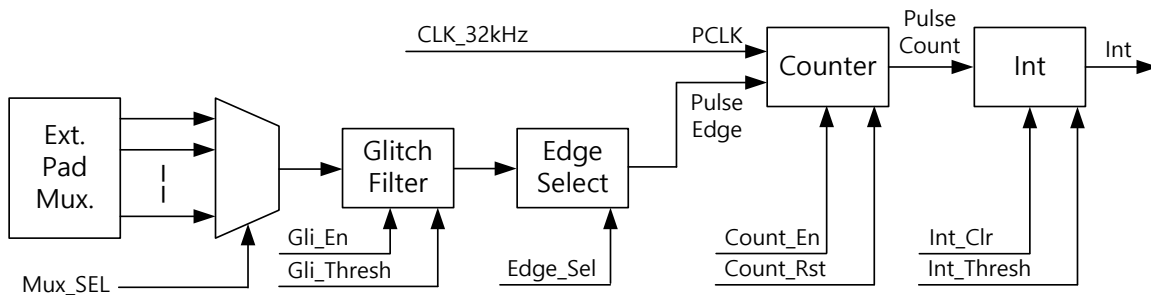 CLK_32kHz
PCLK
Pulse
Count
Int
Counter
Int
Ext.
Pad
Mux.
Glitch
Filter
Edge
Select
Pulse
Edge
Gli_En
Gli_Thresh
Mux_SEL
Edge_Sel
Count_En
Count_Rst
Int_Clr
Int_Thresh